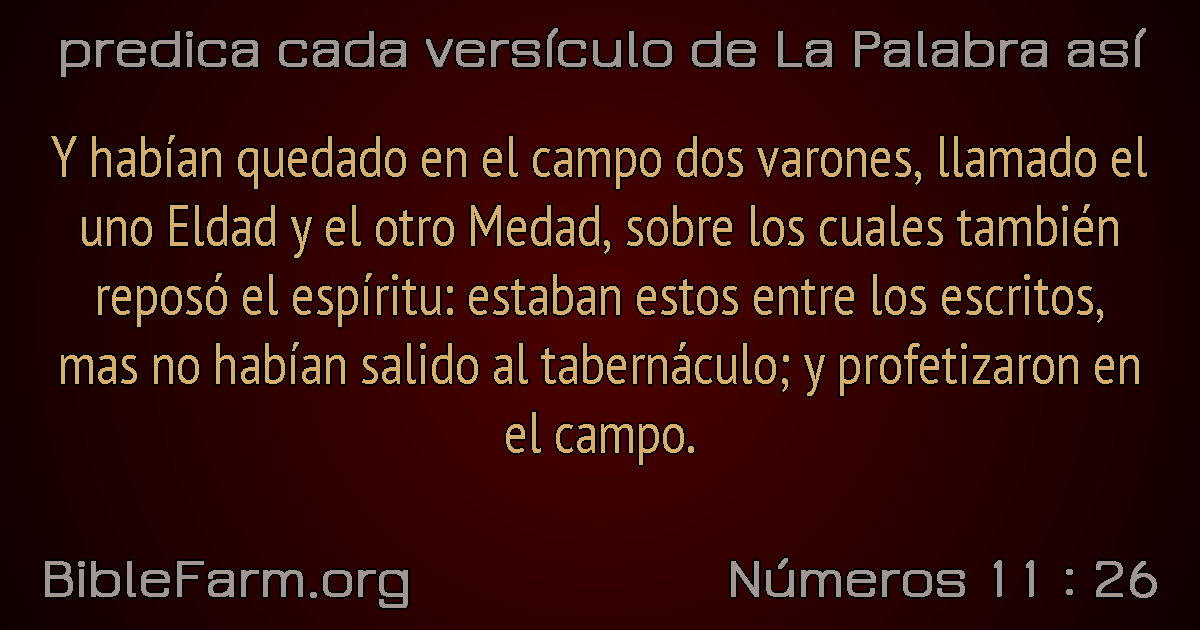 predica cada versículo de La Palabra así
Y habían quedado en el campo dos varones, llamado el
uno Eldad y el otro Medad, sobre los cuales también
reposó el espíritu: estaban estos entre los escritos,
mas no habían salido al tabernáculo; y profetizaron en
el campo.
BibleFarm.org
Números 11 : 26